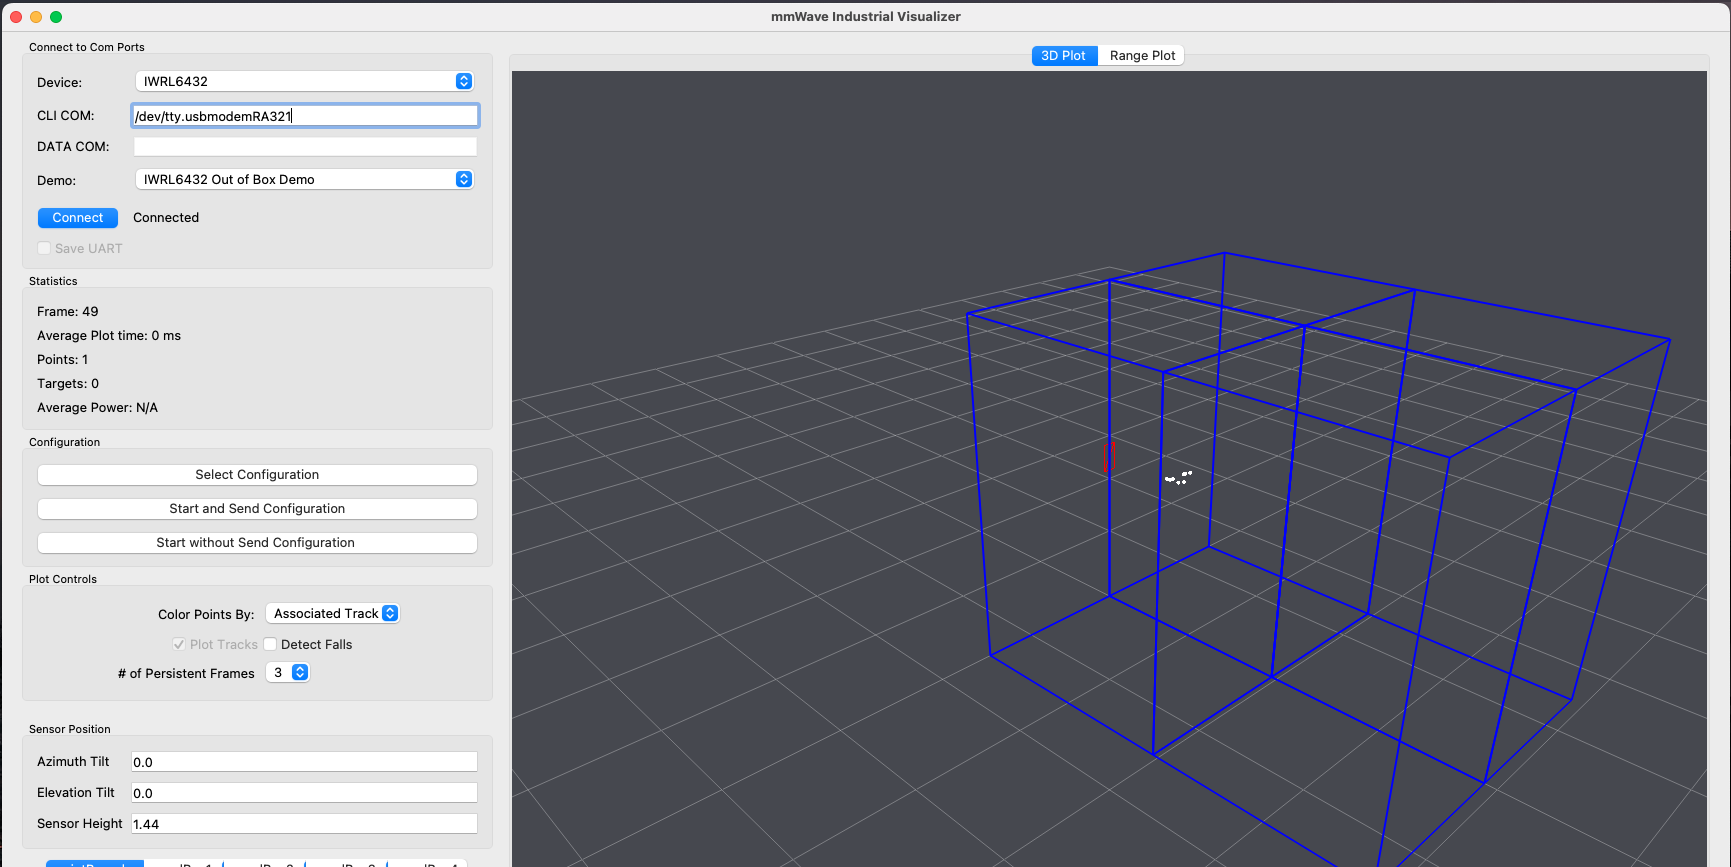 mmWave Industrial Visualizer
Connect to Com Ports
Device: IWRL6432
CLI COM: /dev/tty.usbmodemRA321
DATA COM:
Demo: IWRL6432 Out of Box Demo
Connect Connected
Save UART
Statistics
Frame: 49
Average Plot time: 0 ms
Points: 1
Targets: 0
Average Power: N/A
Configuration
Select Configuration
Start and Send Configuration
Start without Send Configuration
Plot Controls
Color Points By: Associated Track
Plot Tracks Detect Falls
# of Persistent Frames 3
Sensor Position
Azimuth Tilt 0.0
Elevation Tilt 0.0
Sensor Height 1.44
3D Plot Range Plot